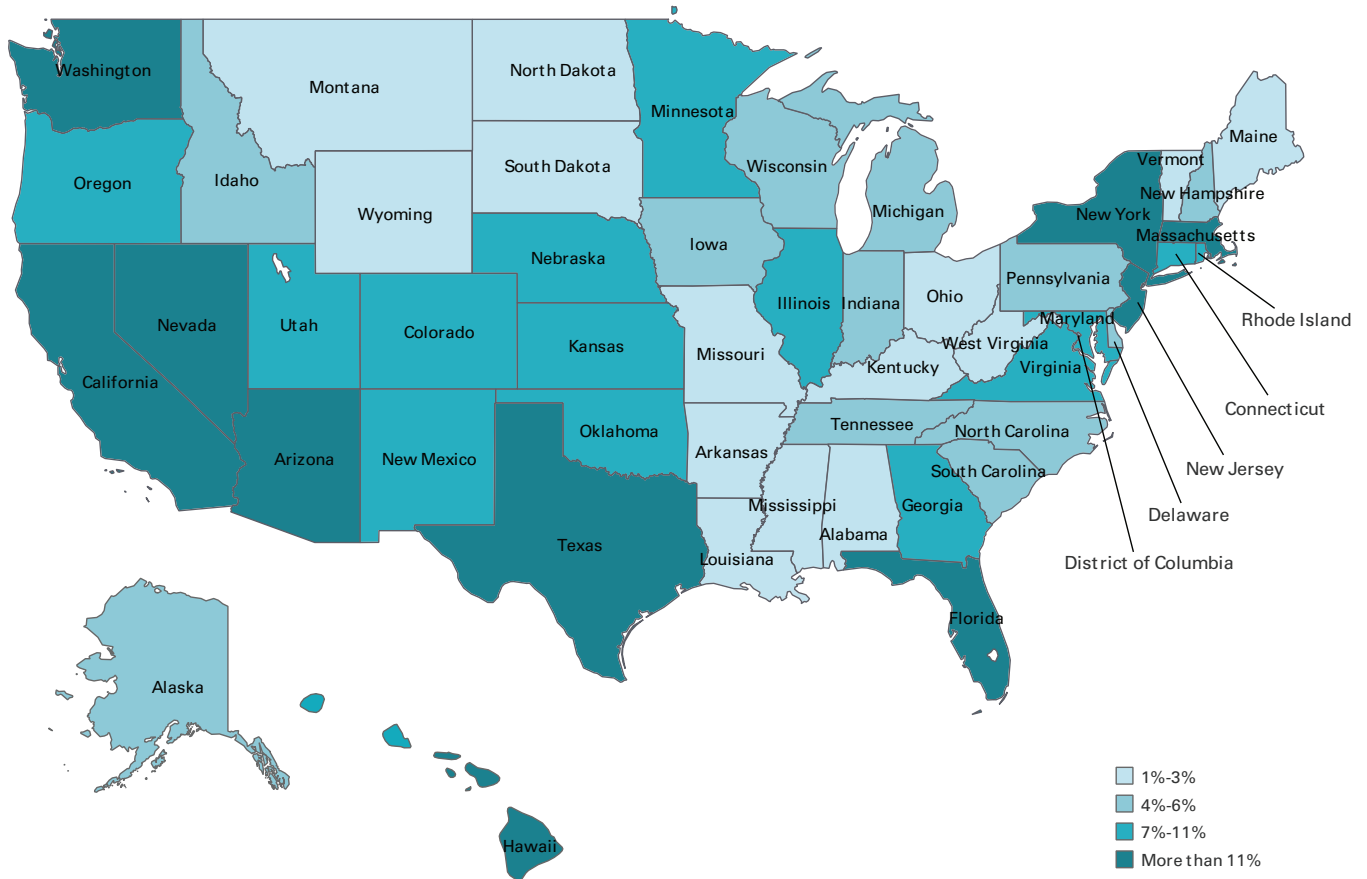 Washington
Montana
North Dakota
Minnesota
Maine
Vermont
Oregon
Idaho
South Dakota
Wisconsin
New Hampshire
Wyoming
Michigan
New York
Massachusetts
Iowa
Nebraska
Pennsylvania
Nevada
Utah
Colorado
Illinois
Indiana
Ohio
Maryland
Rhode Island
Kansas
Missouri
West Virginia
California
Kentucky
Virginia
Connecticut
Oklahoma
Tennessee
North Carolina
Arizona
New Mexico
Arkansas
South Carolina
New Jersey
Mississippi
Georgia
Delaware
Alabama
Texas
Louisiana
District of Columbia
Florida
Alaska
Hawaii
1%-3%
4%-6%
7%-11%
More than 11%